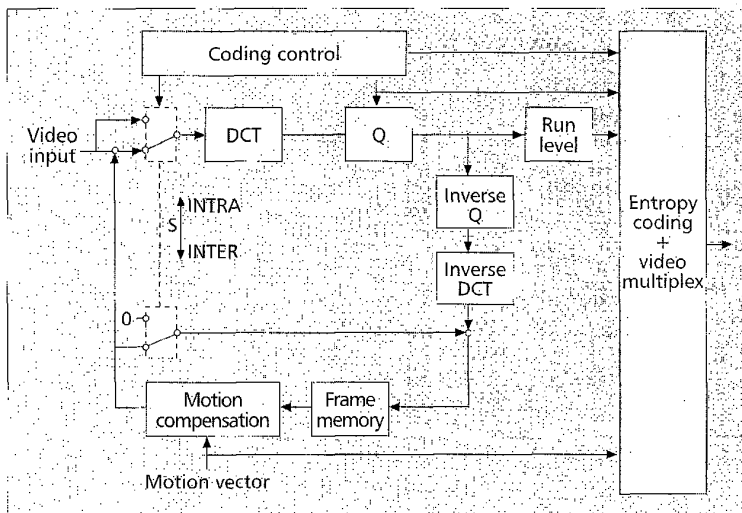 Coding control
Video
input
DCT
Q
Run
level
Inverse
Q
S
INTRA
INTER
Entropy
coding
+
video
multiplex
Inverse
DCT
0
Motion
compensation
Frame
memory
Motion vector